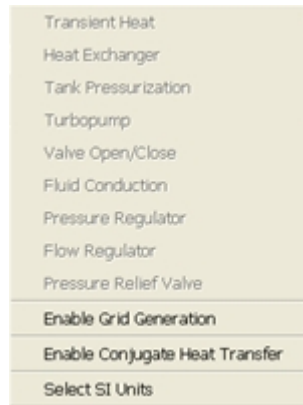 Transient Heat
Heat Exchanger
Tank Pressurization
Turbopump
Valve Open/Close
Fluid Conduction
Pressure Regulator
Flow Regulator
Pressure Relief Valve
Enable Grid Generation
Enable Conjugate Heat Transfer
Select SI Units